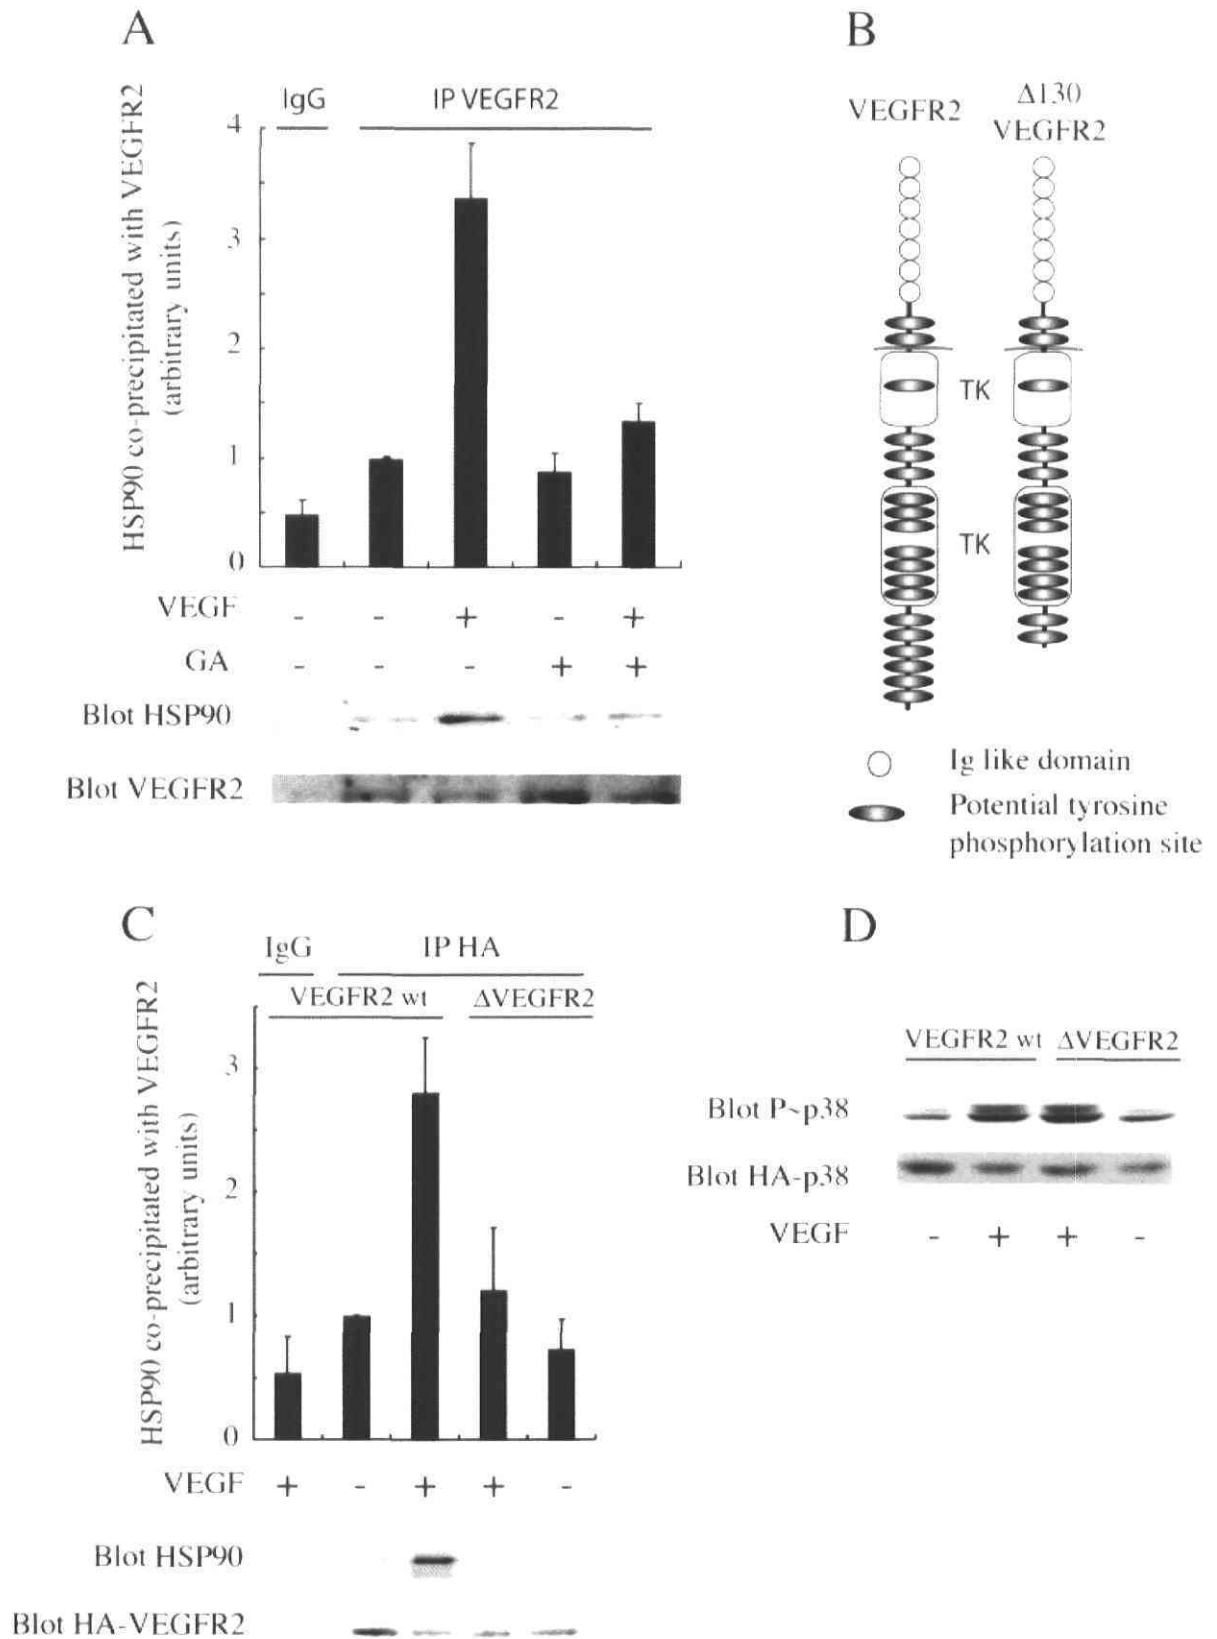 A
IgG IP VEGFR2
HSP90 co-precipitated with VEGFR2
(arbitrary units)
4
3
2
1
0
VEGF - - + - +
GA - - - + +
Blot HSP90
Blot VEGFR2
B
VEGFR2
Δ130
VEGFR2
TK
TK
Ig like domain
Potential tyrosine
phosphorylation site
C
IgG IP HA
VEGFR2 wt ΔVEGFR2
HSP90 co-precipitated with VEGFR2
(arbitrary units)
3
2
1
0
VEGF + - + + -
Blot HSP90
Blot HA-VEGFR2
D
VEGFR2 wt ΔVEGFR2
Blot P~p38
Blot HA-p38
VEGF - + + -